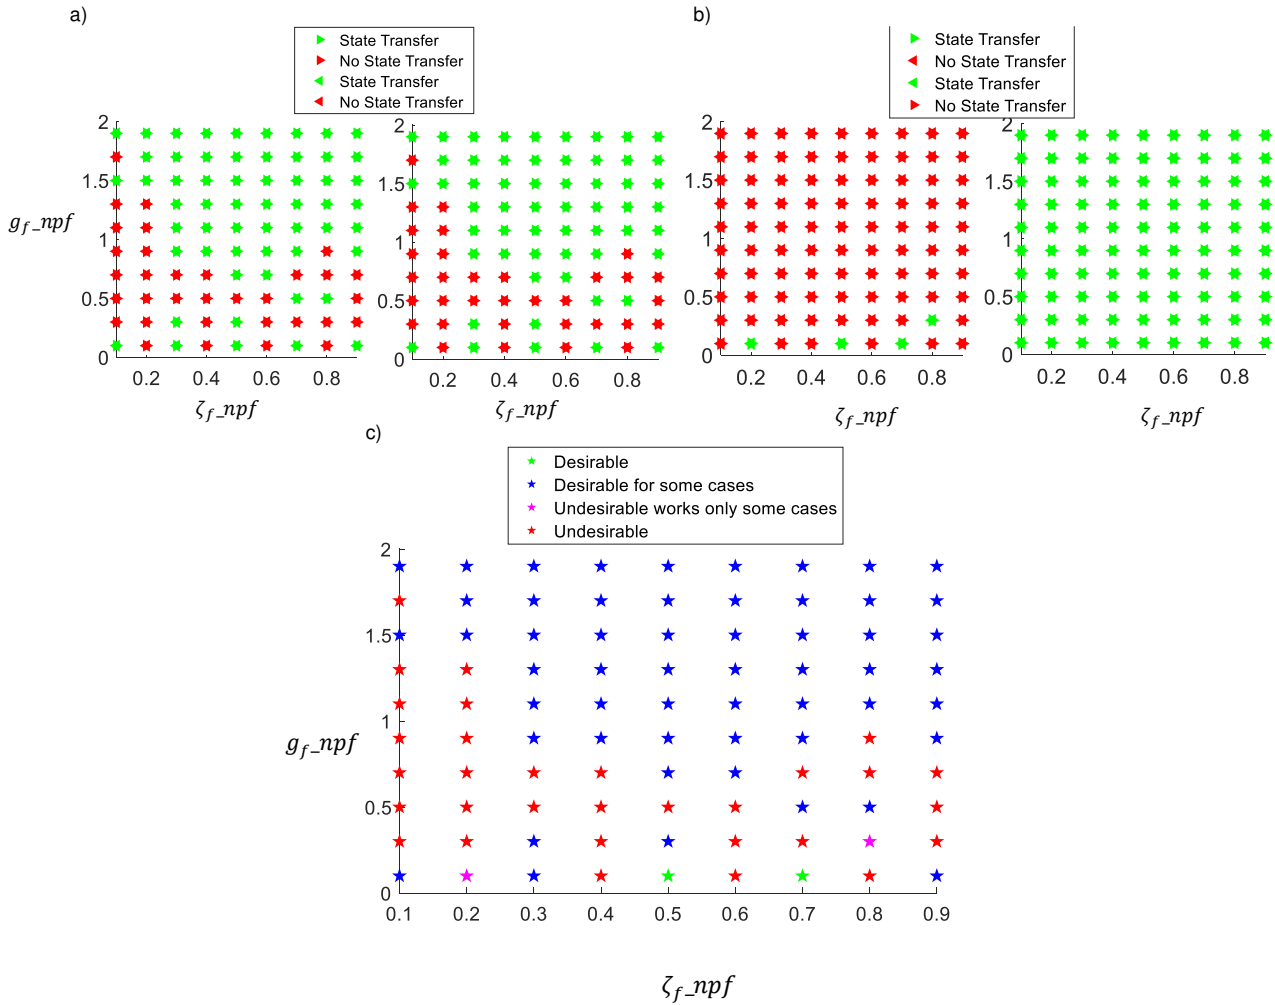 a)
State Transfer
No State Transfer
State Transfer
No State Transfer
2
1.5
1
0.5
0
0.2 0.4 0.6 0.8
g_f_npf
ζ_f_npf
2
1.5
1
0.5
0
0.2 0.4 0.6 0.8
ζ_f_npf
b)
State Transfer
No State Transfer
State Transfer
No State Transfer
2
1.5
1
0.5
0
0.2 0.4 0.6 0.8
ζ_f_npf
2
1.5
1
0.5
0
0.2 0.4 0.6 0.8
ζ_f_npf
c)
Desirable
Desirable for some cases
Undesirable works only some cases
Undesirable
2
1.5
1
0.5
0
0.1 0.2 0.3 0.4 0.5 0.6 0.7 0.8 0.9
g_f_npf
ζ_f_npf